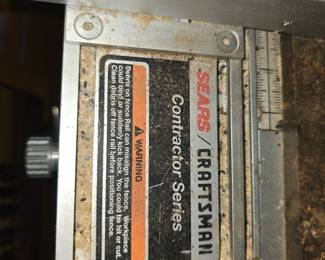 SEARS / CRAFTSMAN
Contractor Series
WARNING
Debris on fence Rail can misalign the fence. Workpiece
could bind or suddenly kick back. You could be hit or cut.
Clean debris off fence rail before positioning fence.